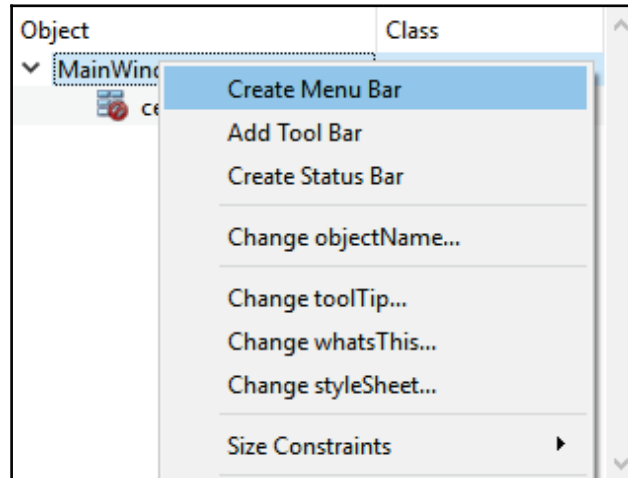 Object Class
MainWind
ce
Create Menu Bar
Add Tool Bar
Create Status Bar
Change objectName...
Change toolTip...
Change whatsThis...
Change styleSheet...
Size Constraints